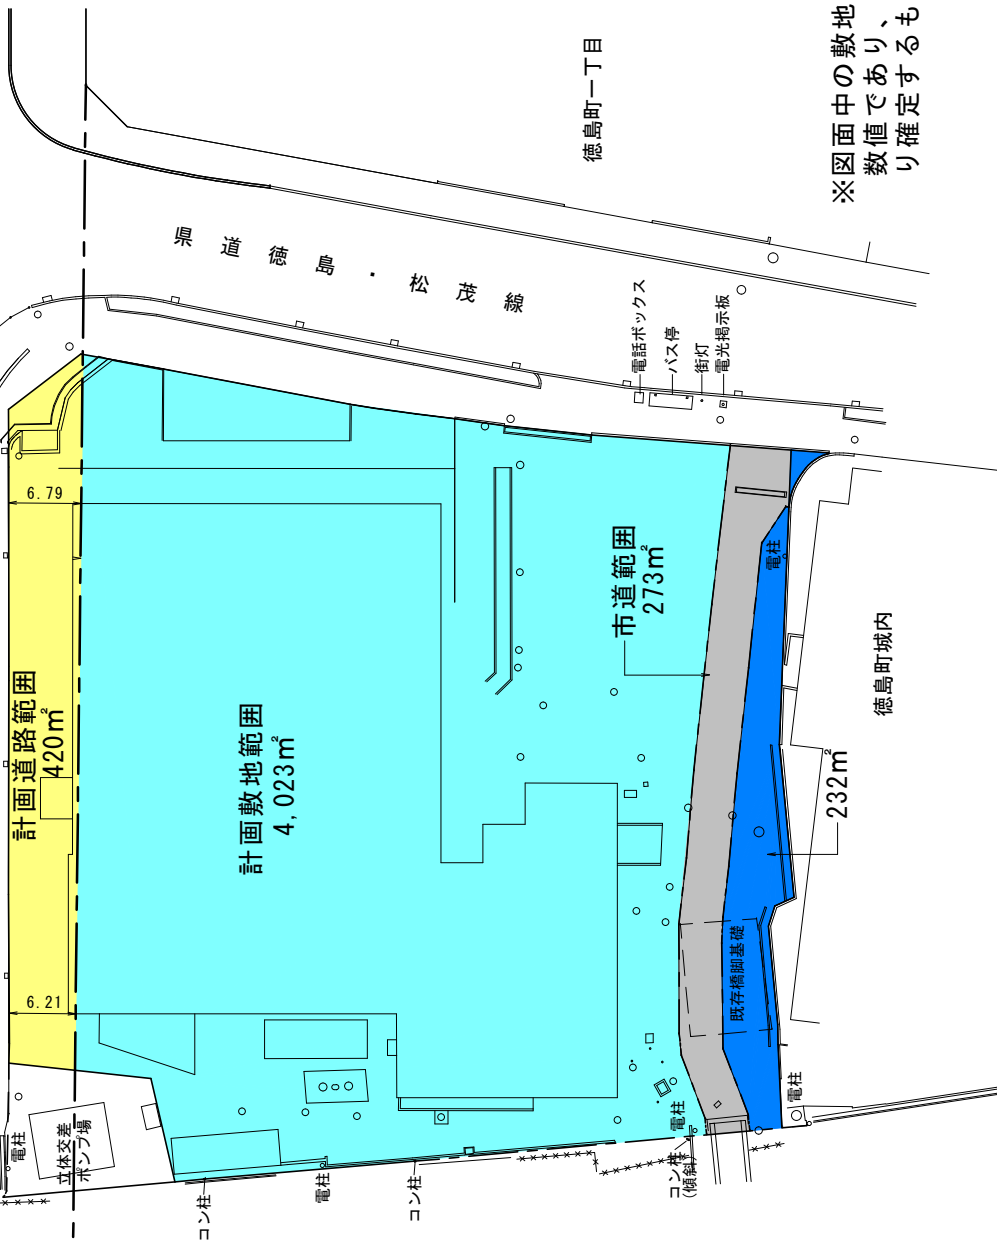 ※図面中の敷地
数値であり、
り確定するも
徳島町一丁目
県道徳島・松茂線
電話ボックス
バス停
街灯
電光掲示板
6.79
計画道路範囲
420㎡
計画敷地範囲
4,023㎡
市道範囲
273㎡
電柱
徳島町城内
232㎡
既存橋脚基礎
6.21
電柱
立体交差
ポンプ場
コン柱
電柱
コン柱
コン柱
(傾斜)
電柱
電柱